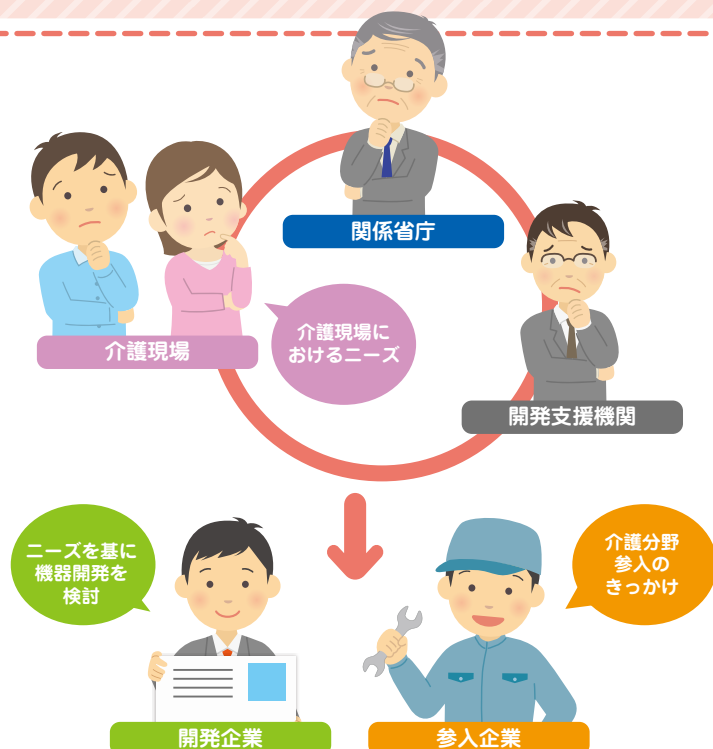 関係省庁
介護現場
介護現場に
おけるニーズ
開発支援機関
ニーズを基に
機器開発を
検討
介護分野
参入の
きっかけ
開発企業
参入企業